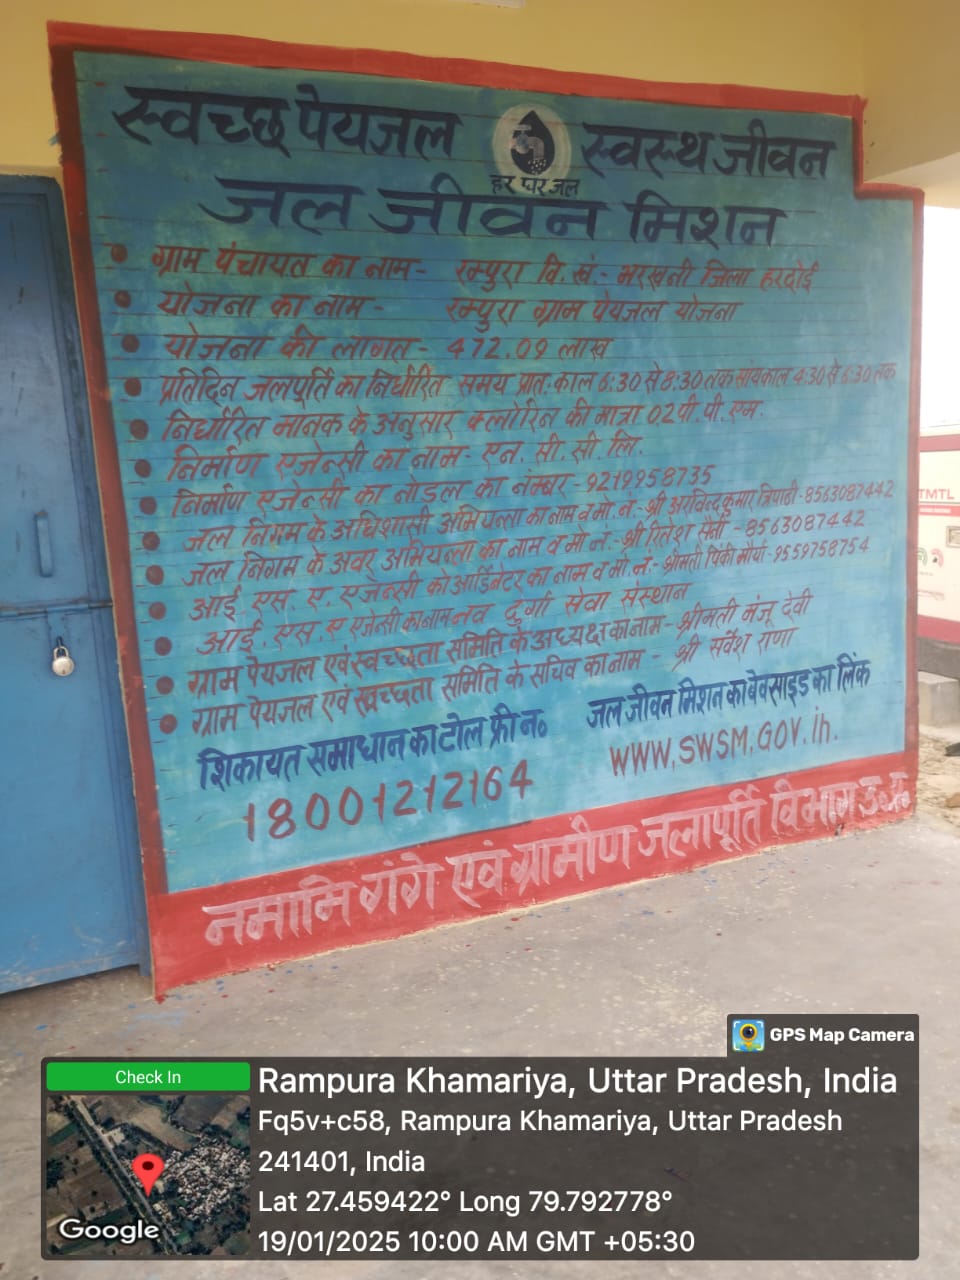 स्वच्छ पेयजल स्वस्थ जीवन
हर घर जल
जल जीवन मिशन
• ग्राम पंचायत का नाम- रम्पुरा वि. खं.- भरखनी जिला हरदोई
• योजना का नाम- रम्पुरा ग्राम पेयजल योजना
• योजना की लागत- 472.09 लाख
• प्रतिदिन जलपूर्ति का निर्धारित समय प्रात: काल 6:30 से 8:30 तक सांयकाल 4:30 से 6:30 तक
• निर्धारित मानक के अनुसार क्लोरिन की मात्रा 0.2 पी. पी. एम.
• निर्माण एजेन्सी का नाम- एन. सी. सी. लि.
• निर्माण एजेन्सी का नोडल का नंम्बर- 9219958735
• जल निगम के अधिशासी अभियन्ता का नाम व मो. नं.- श्री अरविन्द कुमार त्रिपाठी- 8563087442
• जल निगम के अवर अभियन्ता का नाम व मो. नं.- श्री रितेश सैनी - 8563087442
• आई. एस. ए. एजेन्सी कोआर्डिनेटर का नाम व मो. नं.- श्रीमती पिंकी मौर्या- 9559758754
• आई. एस. ए एजेंसी का नाम नव दुर्गा सेवा संस्थान
• ग्राम पेयजल एवं स्वच्छता समिति के अध्यक्ष का नाम- श्रीमती मंजू देवी
• ग्राम पेयजल एवं स्वच्छता समिति के सचिव का नाम - श्री सर्वेश राणा
शिकायत समाधान का टोल फ्री न०
18001212164
जल जीवन मिशन का बेवसाइड का लिंक
WWW.SWSM.GOV.in.
नमामि गंगे एवं ग्रामीण जलापूर्ति विभाग उ०प्र०
TMTL
GPS Map Camera
Check In
Google
Rampura Khamariya, Uttar Pradesh, India
Fq5v+c58, Rampura Khamariya, Uttar Pradesh
241401, India
Lat 27.459422° Long 79.792778°
19/01/2025 10:00 AM GMT +05:30